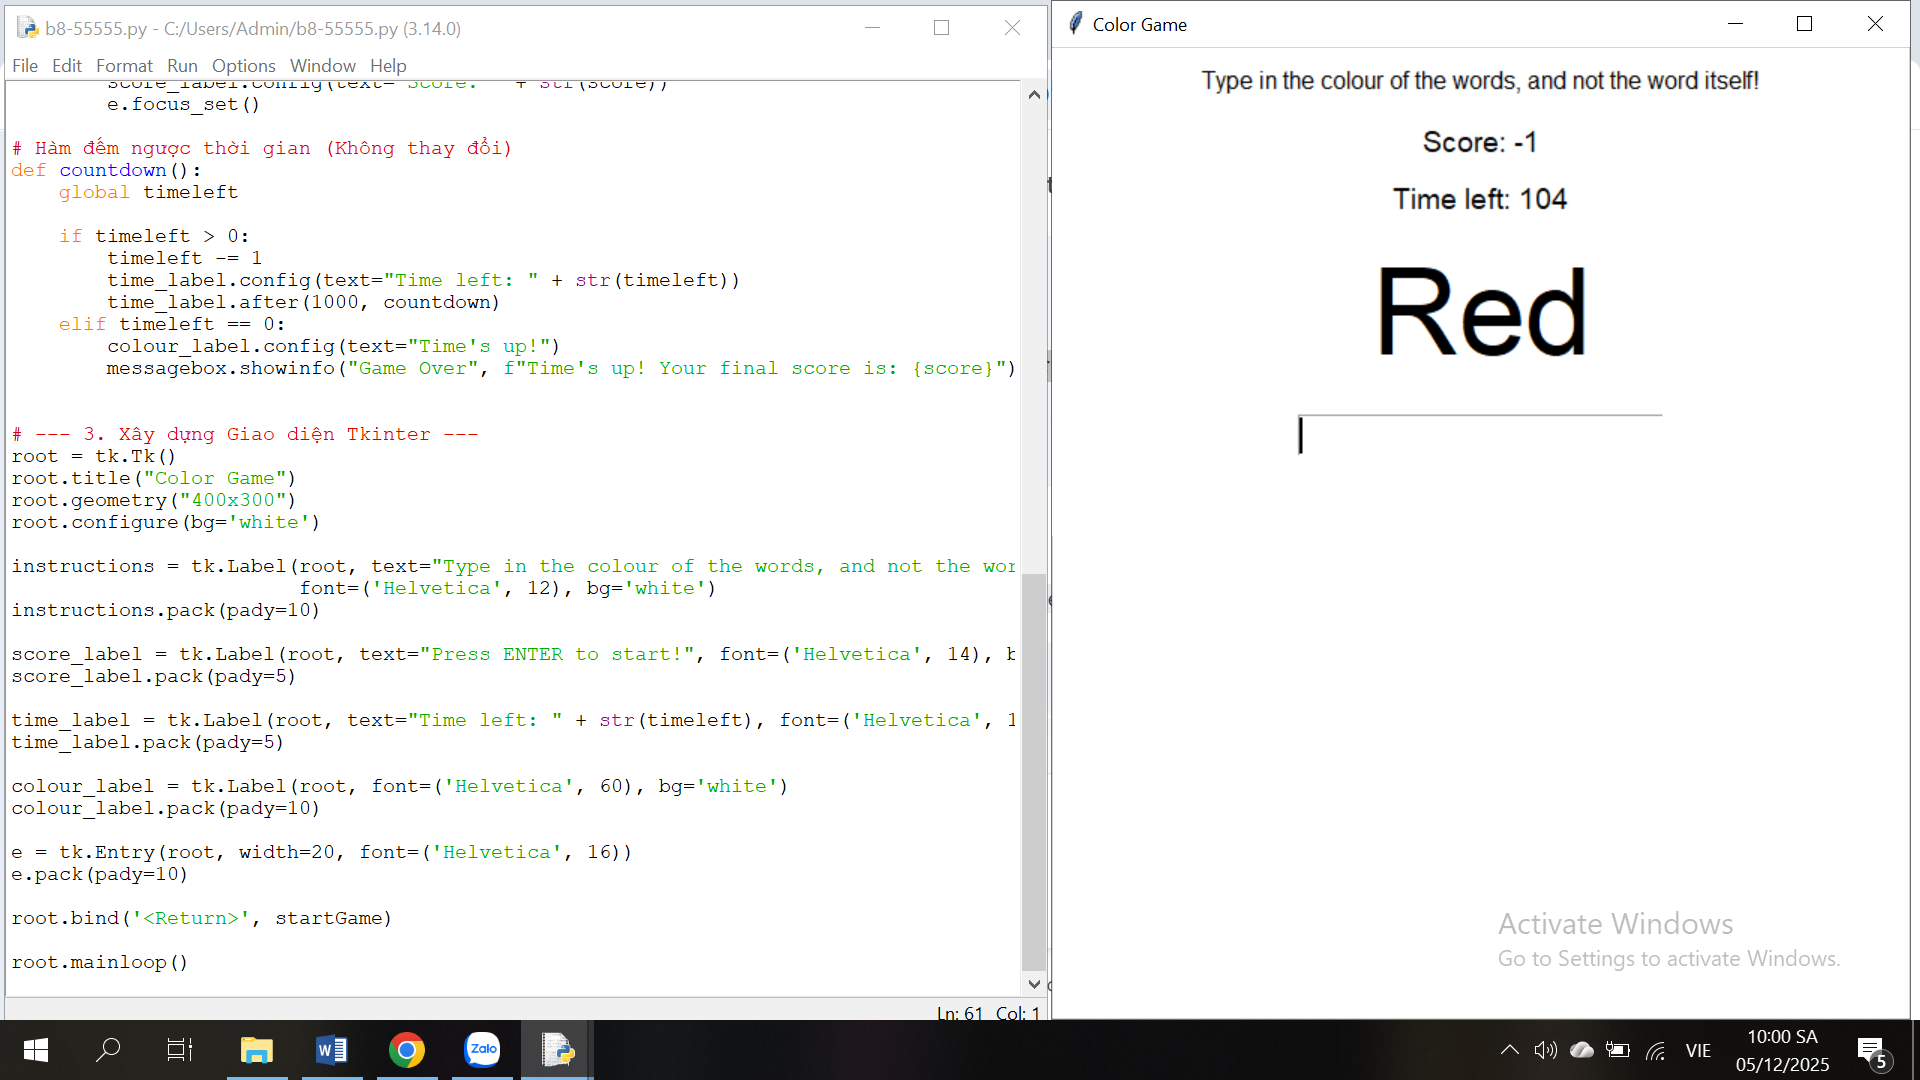 b8-55555.py - C:/Users/Admin/b8-55555.py (3.14.0)
File Edit Format Run Options Window Help
score_label.config(text="Score: " + str(score))
e.focus_set()
# Hàm đếm ngược thời gian (Không thay đổi)
def countdown():
global timeleft
if timeleft > 0:
timeleft -= 1
time_label.config(text="Time left: " + str(timeleft))
time_label.after(1000, countdown)
elif timeleft == 0:
colour_label.config(text="Time's up!")
messagebox.showinfo("Game Over", f"Time's up! Your final score is: {score}")
# --- 3. Xây dựng Giao diện Tkinter ---
root = tk.Tk()
root.title("Color Game")
root.geometry("400x300")
root.configure(bg='white')
instructions = tk.Label(root, text="Type in the colour of the words, and not the wor
font=('Helvetica', 12), bg='white')
instructions.pack(pady=10)
score_label = tk.Label(root, text="Press ENTER to start!", font=('Helvetica', 14), b
score_label.pack(pady=5)
time_label = tk.Label(root, text="Time left: " + str(timeleft), font=('Helvetica', 1
time_label.pack(pady=5)
colour_label = tk.Label(root, font=('Helvetica', 60), bg='white')
colour_label.pack(pady=10)
e = tk.Entry(root, width=20, font=('Helvetica', 16))
e.pack(pady=10)
root.bind('<Return>', startGame)
root.mainloop()
Ln: 61 Col: 1
Color Game
Type in the colour of the words, and not the word itself!
Score: -1
Time left: 104
Red
Activate Windows
Go to Settings to activate Windows.
Zalo
VIE
10:00 SA
05/12/2025
5